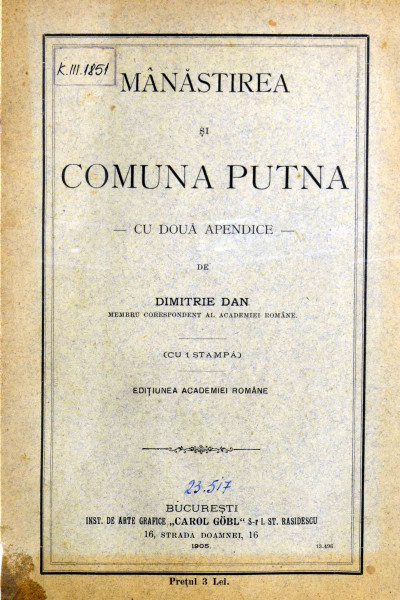 K.III.1851
MÂNĂSTIREA
ȘI
COMUNA PUTNA
— CU DOUĂ APENDICE —
DE
DIMITRIE DAN
MEMBRU CORESPONDENT AL ACADEMIEI ROMÂNE.
(CU 1 STAMPĂ)
EDIȚIUNEA ACADEMIEI ROMÂNE
23.517
BUCUREȘTI
INST. DE ARTE GRAFICE „CAROL GÖBL" S-r I. ST. RASIDESCU
16, STRADA DOAMNEI, 16
1905. 13.496
Prețul 3 Lei.